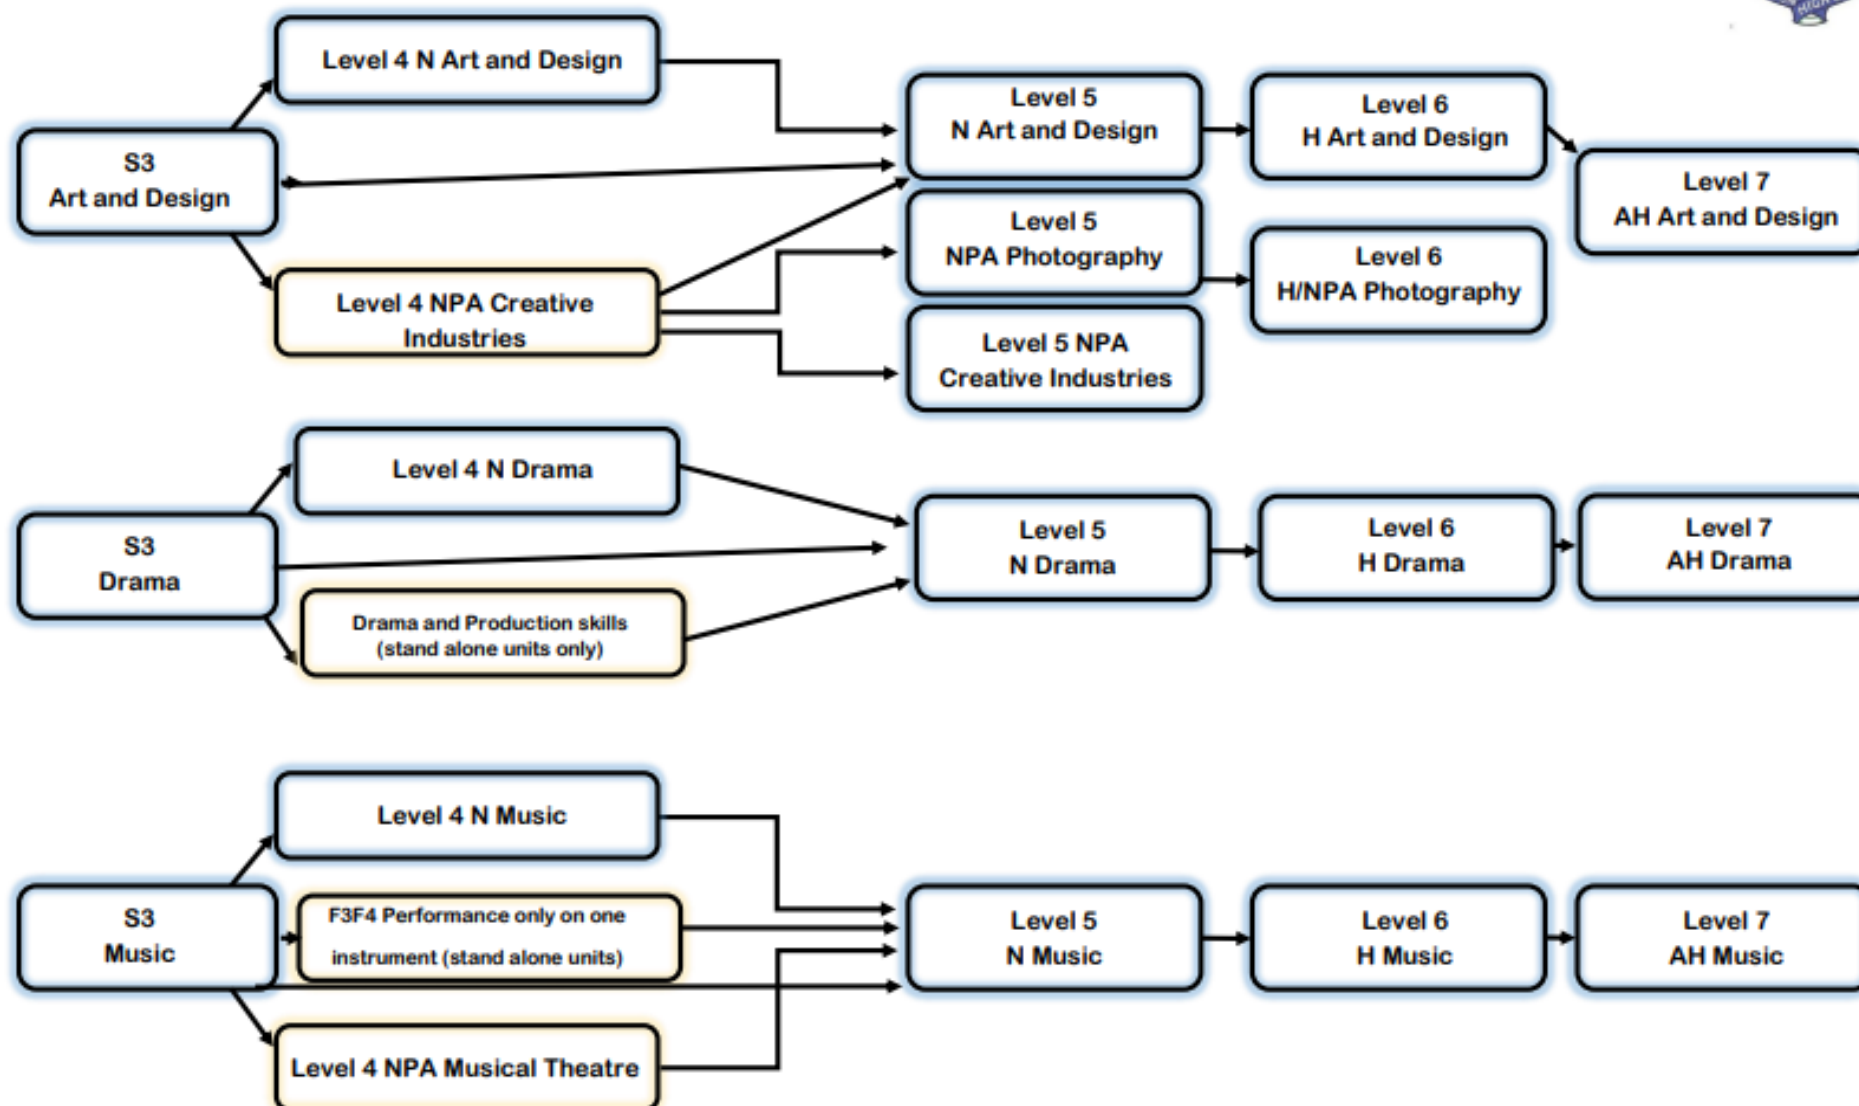 HIGH
Level 4 N Art and Design
Level 5
N Art and Design
Level 6
H Art and Design
S3
Art and Design
Level 7
AH Art and Design
Level 5
NPA Photography
Level 6
H/NPA Photography
Level 4 NPA Creative
Industries
Level 5 NPA
Creative Industries
Level 4 N Drama
S3
Drama
Level 5
N Drama
Level 6
H Drama
Level 7
AH Drama
Drama and Production skills
(stand alone units only)
Level 4 N Music
S3
Music
F3F4 Performance only on one
instrument (stand alone units)
Level 5
N Music
Level 6
H Music
Level 7
AH Music
Level 4 NPA Musical Theatre